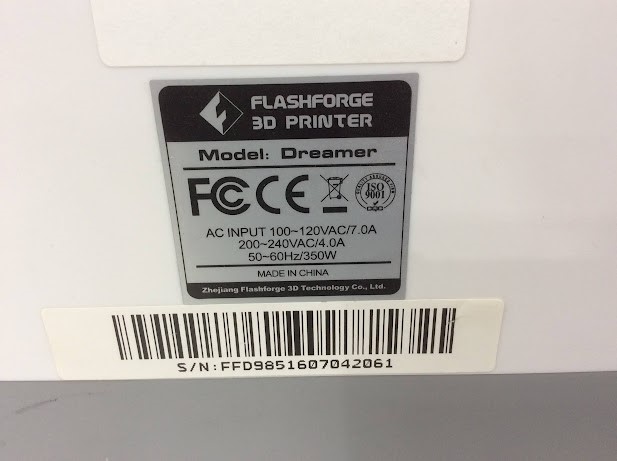 FLASHFORGE
3D PRINTER
Model: Dreamer
FC CE ISO 9001
AC INPUT 100~120VAC/7.0A
200~240VAC/4.0A
50~60Hz/350W
MADE IN CHINA
Zhejiang Flashforge 3D Technology Co., Ltd.
S/N:FFD9851607042061